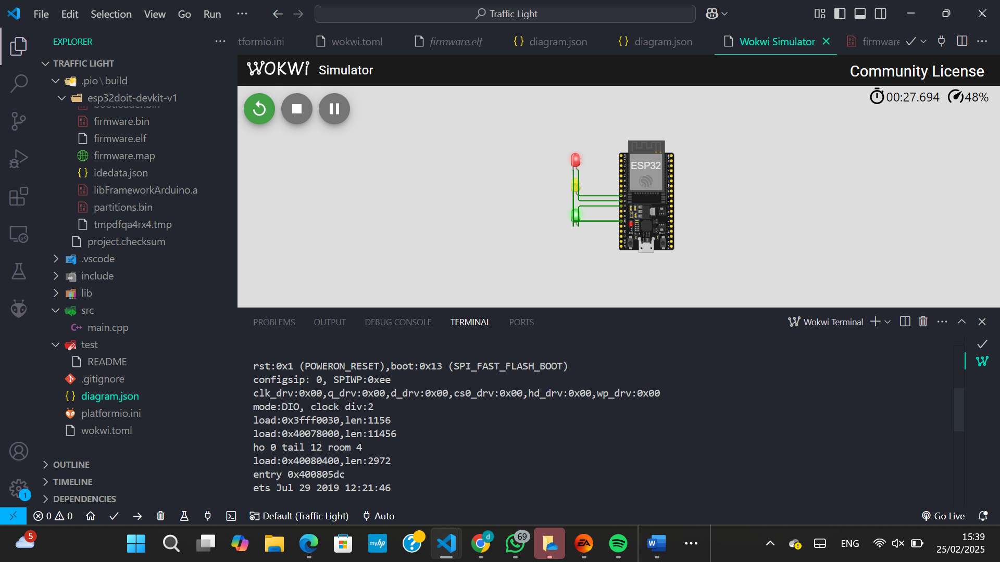 File Edit Selection View Go Run ··· Traffic Light
EXPLORER ···
tformio.ini wokwi.toml firmware.elf diagram.json diagram.json Wokwi Simulator firmware
TRAFFIC LIGHT
.pio\build
esp32doit-devkit-v1
bootloader.bin
firmware.bin
firmware.elf
firmware.map
idedata.json
libFrameworkArduino.a
partitions.bin
tmpdfqa4rx4.tmp
project.checksum
.vscode
include
lib
src
main.cpp
test
README
.gitignore
diagram.json
platformio.ini
wokwi.toml
OUTLINE
TIMELINE
DEPENDENCIES
WOKWi Simulator
Community License
00:27.694 48%
ESP32
PROBLEMS OUTPUT DEBUG CONSOLE TERMINAL PORTS
Wokwi Terminal
rst:0x1 (POWERON_RESET),boot:0x13 (SPI_FAST_FLASH_BOOT)
configsip: 0, SPIWP:0xee
clk_drv:0x00,q_drv:0x00,d_drv:0x00,cs0_drv:0x00,hd_drv:0x00,wp_drv:0x00
mode:DIO, clock div:2
load:0x3fff0030,len:1156
load:0x40078000,len:11456
ho 0 tail 12 room 4
load:0x40080400,len:2972
entry 0x400805dc
ets Jul 29 2019 12:21:46
1
0 0 Default (Traffic Light) Auto Go Live
5 myhp d 69 EA W ENG
15:39
25/02/2025